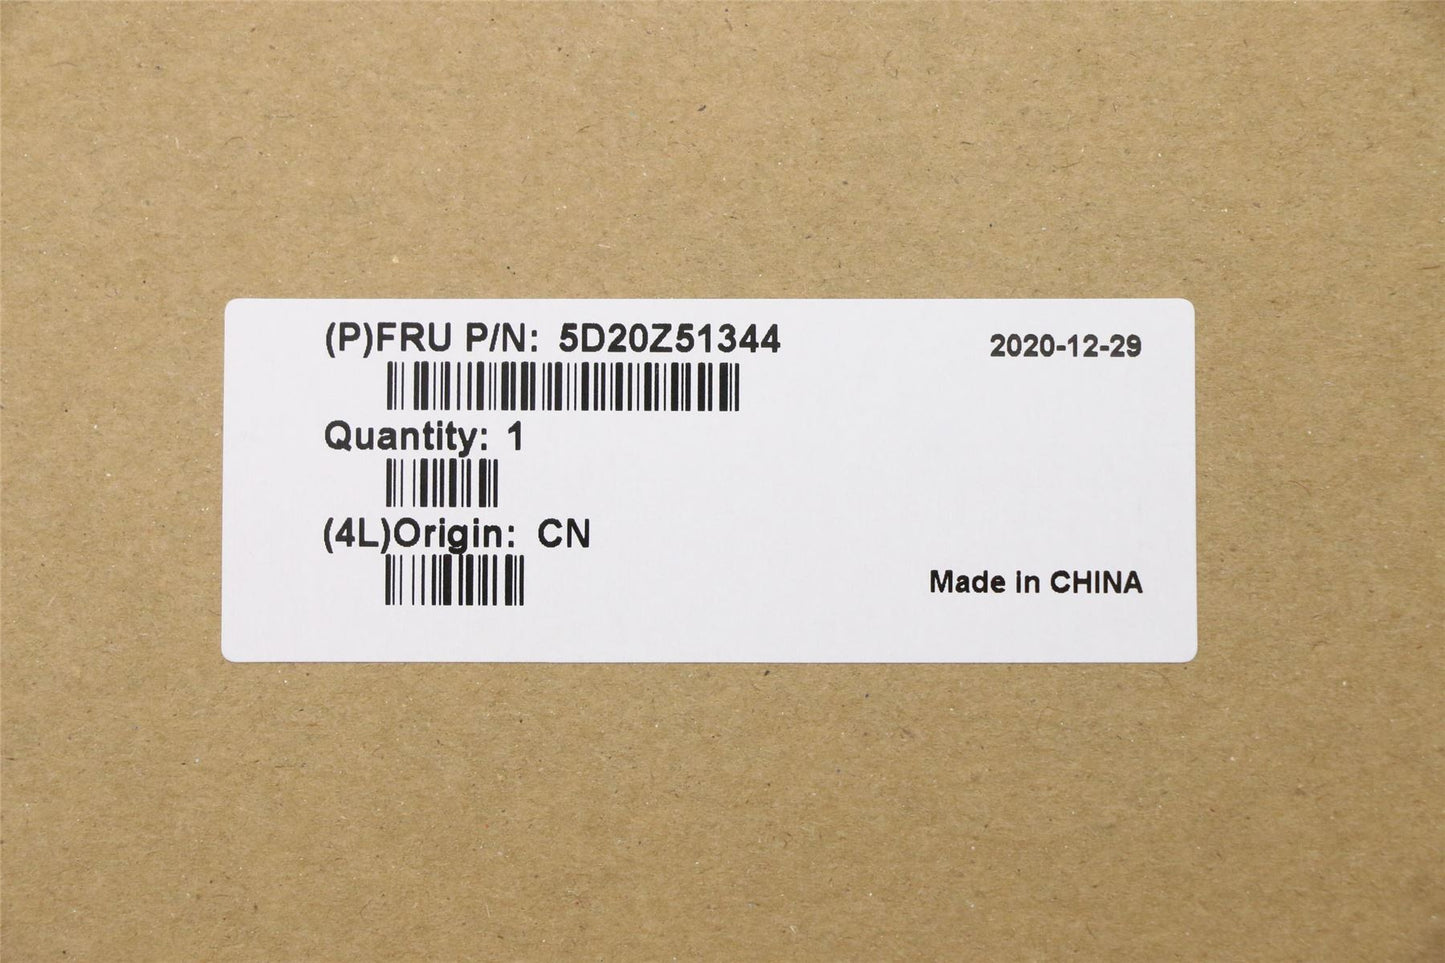 (P)FRU P/N: 5D20Z51344
2020-12-29
Quantity: 1
(4L)Origin: CN
Made in CHINA